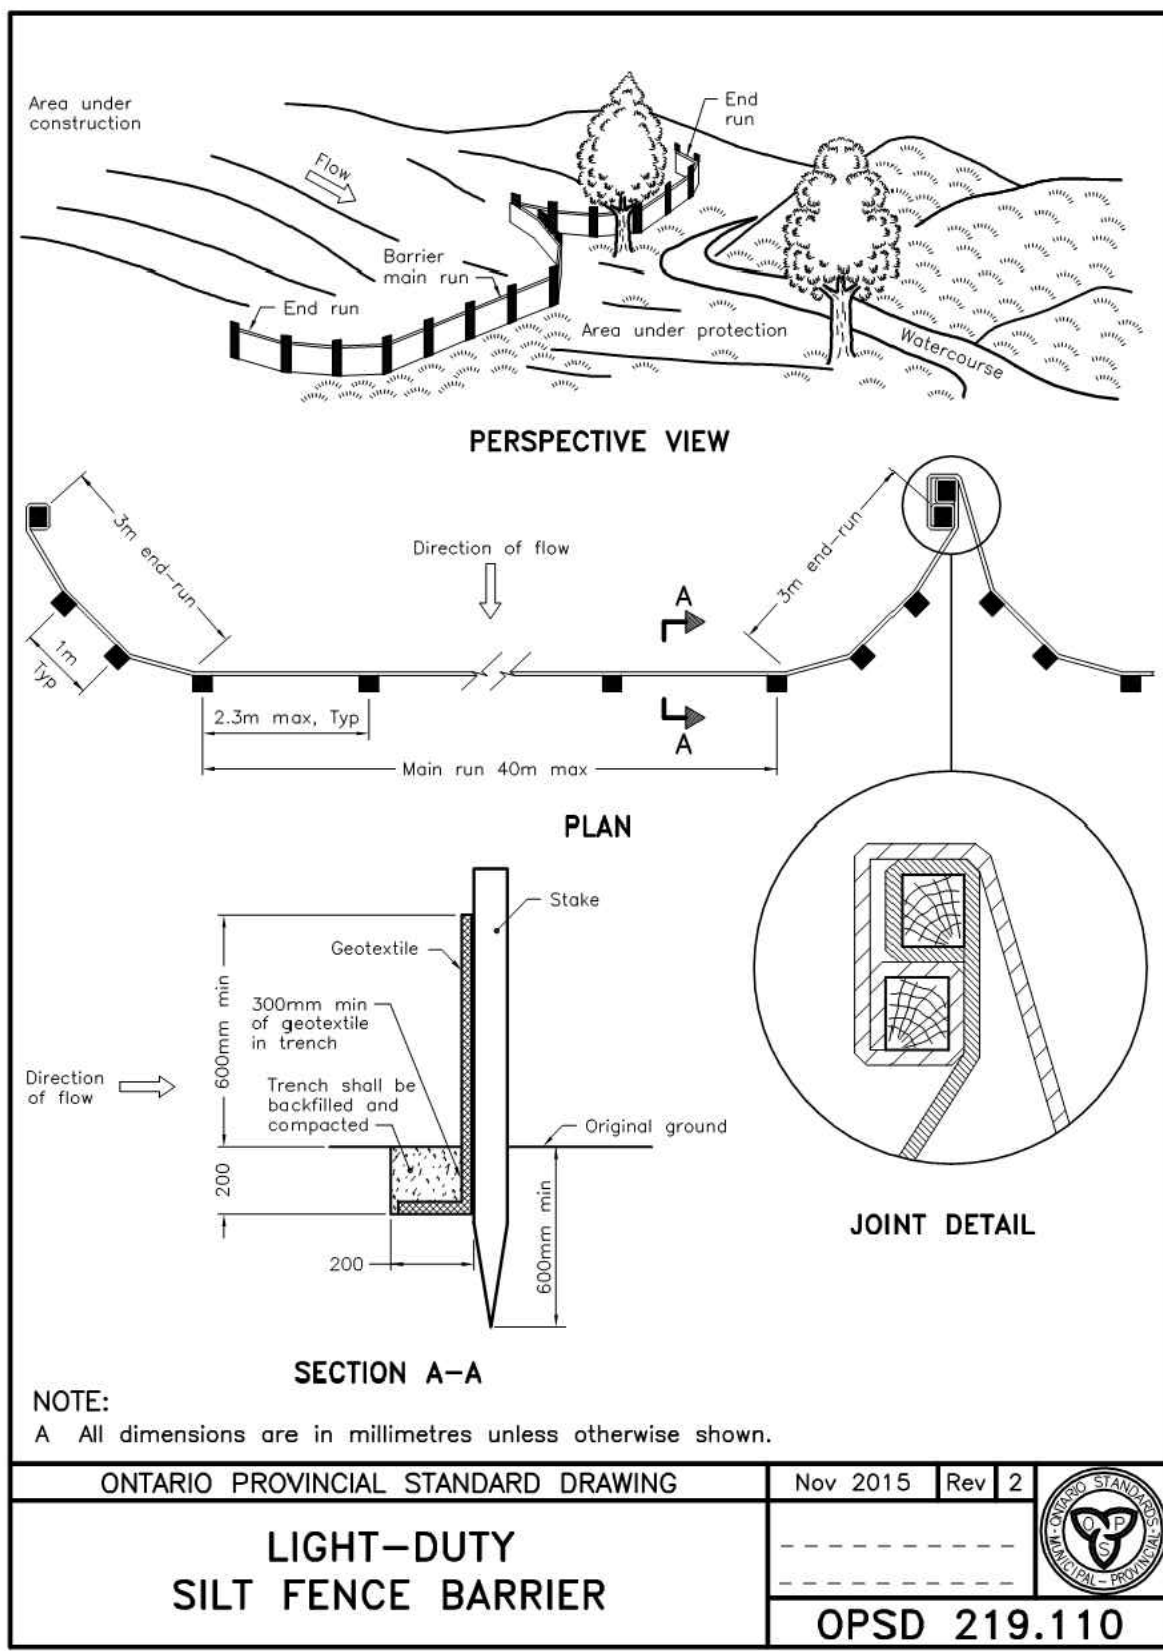 Area under
construction
Flow
End
run
Barrier
main run
End run
Area under protection
Watercourse
PERSPECTIVE VIEW
3m end-run
1m
Typ
Direction of flow
3m end-run
A
A
2.3m max, Typ
Main run 40m max
PLAN
Stake
Geotextile
600mm min
300mm min
of geotextile
in trench
Direction
of flow
Trench shall be
backfilled and
compacted
Original ground
200
200
600mm min
JOINT DETAIL
SECTION A-A
NOTE:
A All dimensions are in millimetres unless otherwise shown.
ONTARIO PROVINCIAL STANDARD DRAWING
Nov 2015 Rev 2
LIGHT-DUTY
SILT FENCE BARRIER
ONTARIO STANDARDS
MUNICIPAL-PROVINCIAL
O P
S
OPSD 219.110